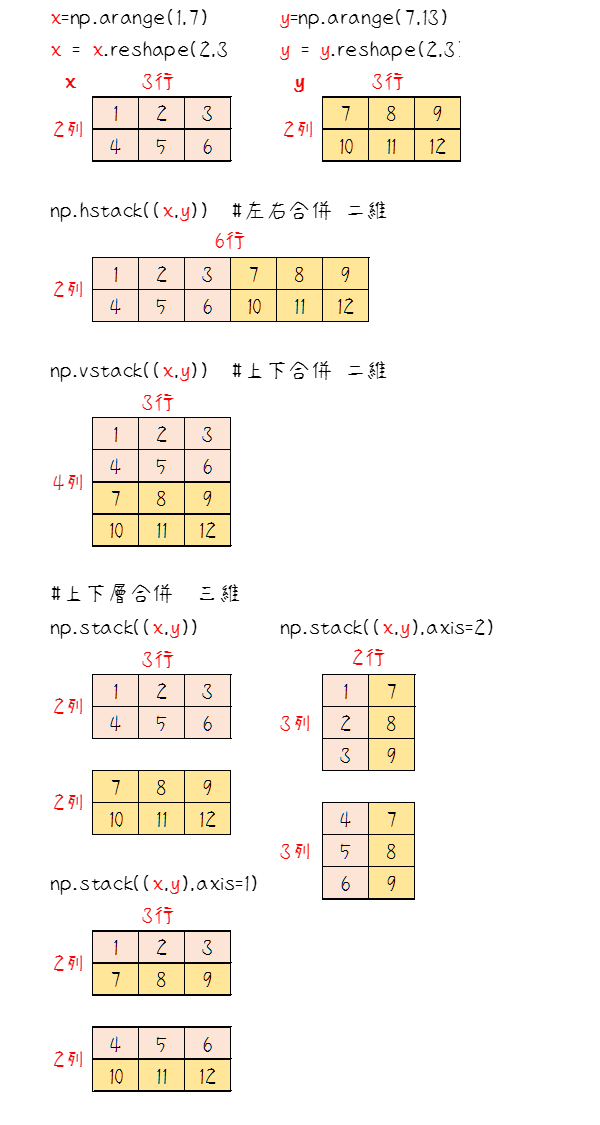 x=np.arange(1,7) y=np.arange(7,13)
x = x.reshape(2,3 y = y.reshape(2,3)
x 3行 y 3行
2列 1 2 3 2列 7 8 9
4 5 6 10 11 12
np.hstack((x,y)) #左右合併 二維
6行
2列 1 2 3 7 8 9
4 5 6 10 11 12
np.vstack((x,y)) #上下合併 二維
3行
1 2 3
4 5 6
4列
7 8 9
10 11 12
#上下層合併 三維
np.stack((x,y))
3行
2列 1 2 3
4 5 6
2列 7 8 9
10 11 12
np.stack((x,y),axis=2)
2行
1 7
3列 2 8
3 9
4 7
3列 5 8
6 9
np.stack((x,y),axis=1)
3行
2列 1 2 3
7 8 9
2列 4 5 6
10 11 12